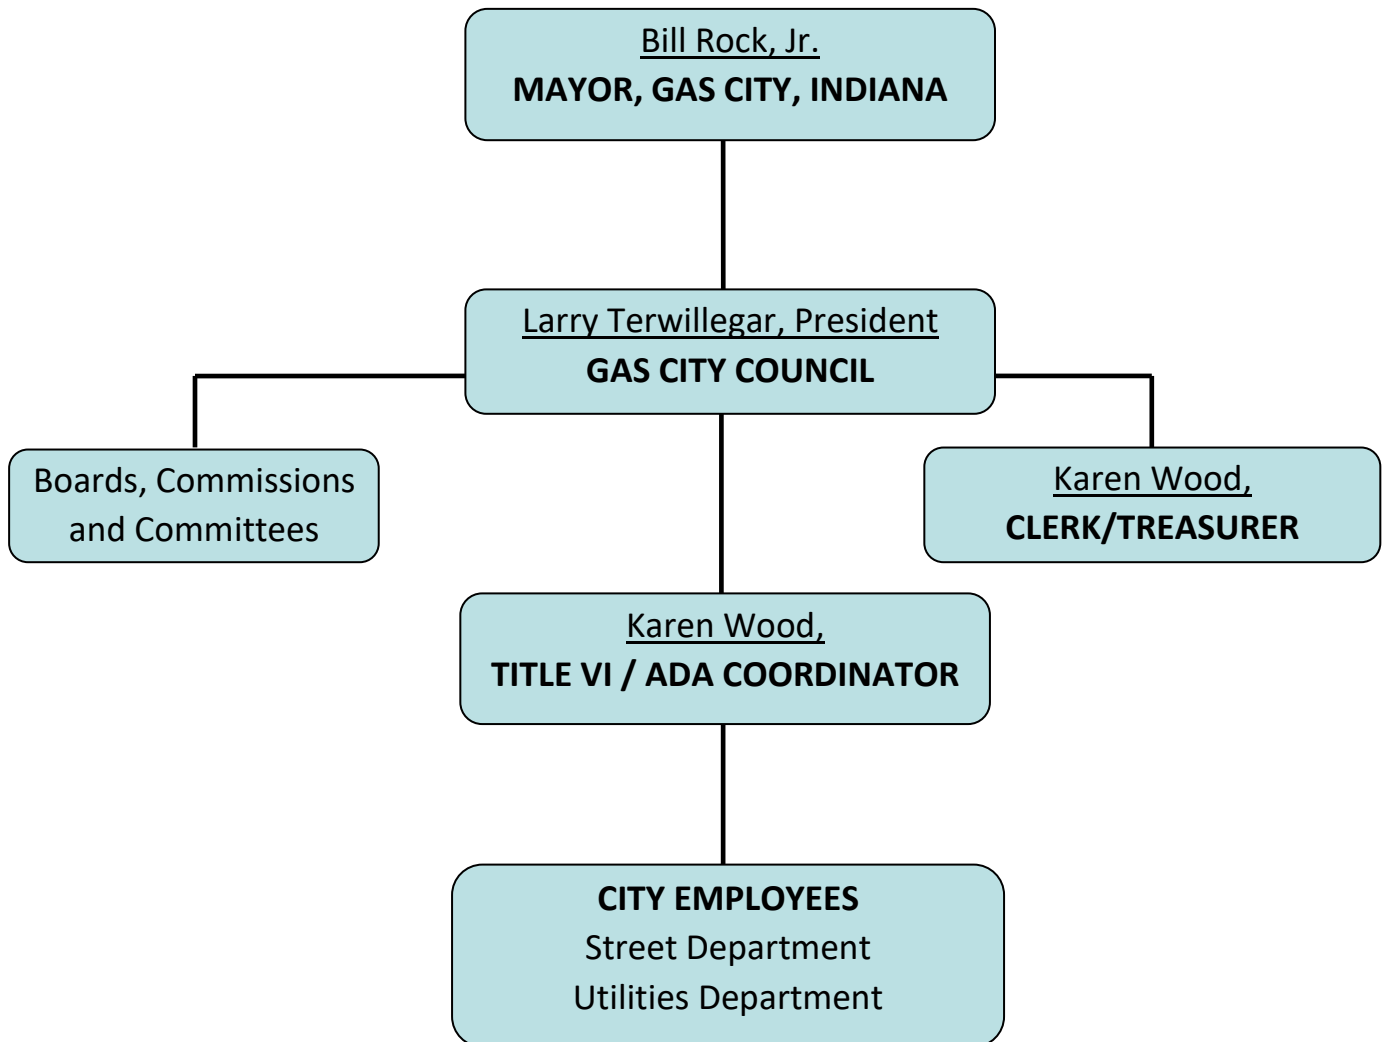 Bill Rock, Jr.
MAYOR, GAS CITY, INDIANA
Larry Terwillegar, President
GAS CITY COUNCIL
Boards, Commissions
and Committees
Karen Wood,
CLERK/TREASURER
Karen Wood,
TITLE VI / ADA COORDINATOR
CITY EMPLOYEES
Street Department
Utilities Department